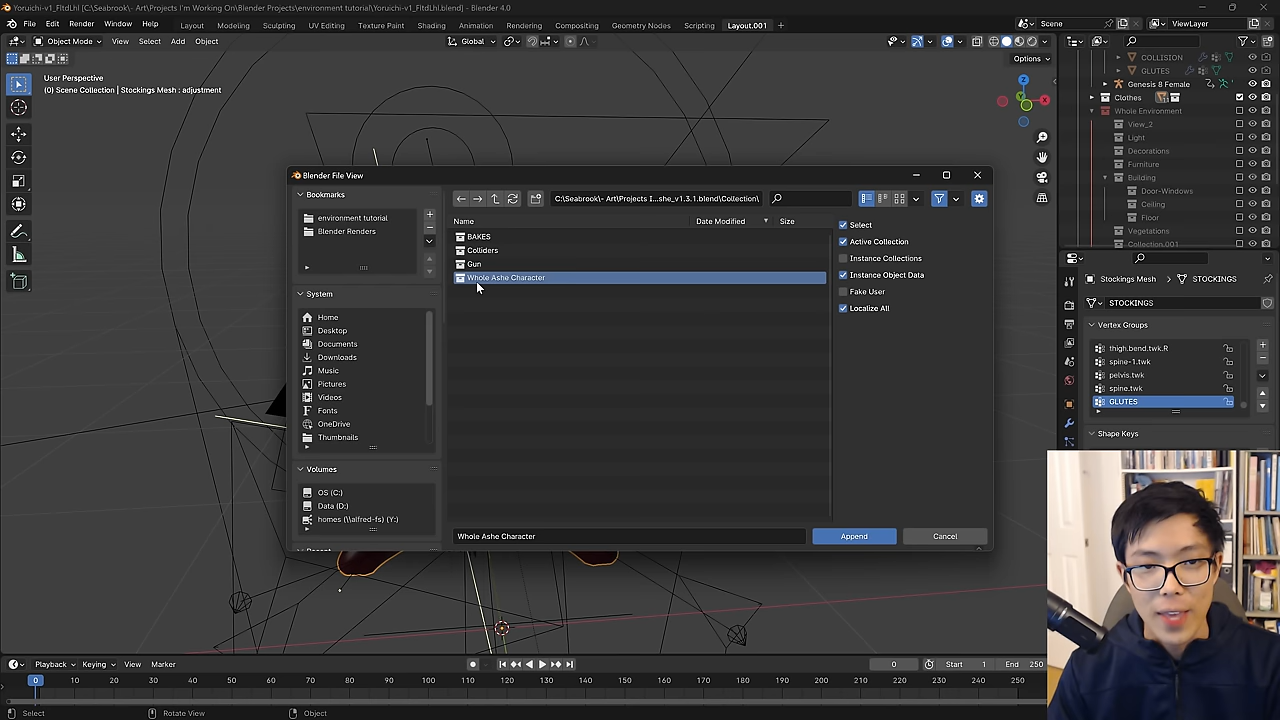 Yoruichi-v1_FltdLhl [C:\Seabrook\- Art\Projects I'm Working On\Blender Projects\environment tutorial\Yoruichi-v1_FltdLhl.blend] - Blender 4.0
File Edit Render Window Help Layout Modeling Sculpting UV Editing Texture Paint Shading Animation Rendering Compositing Geometry Nodes Scripting Layout.001 + Scene ViewLayer
Object Mode View Select Add Object Global
Options
User Perspective
(0) Scene Collection | Stockings Mesh : adjustment
Z
Y
X
COLLISION
GLUTES
Genesis 8 Female
Clothes
Whole Environment
View_2
Light
Decorations
Furniture
Building
Door-Windows
Ceiling
Floor
Vegetations
Collection.001
Blender File View
Bookmarks
environment tutorial
Blender Renders
System
Home
Desktop
Documents
Downloads
Music
Pictures
Videos
Fonts
OneDrive
Thumbnails
Volumes
OS (C:)
Data (D:)
homes (\\alfred-fs) (Y:)
Recent
C:\Seabrook\- Art\Projects I...she_v1.3.1.blend\Collection\
Name Date Modified Size
BAKES
Colliders
Gun
Whole Ashe Character
Select
Active Collection
Instance Collections
Instance Object Data
Fake User
Localize All
Whole Ashe Character Append Cancel
Stockings Mesh STOCKINGS
STOCKINGS
Vertex Groups
thigh.bend.twk.R
spine-1.twk
pelvis.twk
spine.twk
GLUTES
Shape Keys
Playback Keying View Marker 0 Start 1 End 250
0 10 20 30 40 50 60 70 80 90 100 110 120 130 140 150 160 170 180 190 200 210 220 230 240 250
Select Rotate View Object